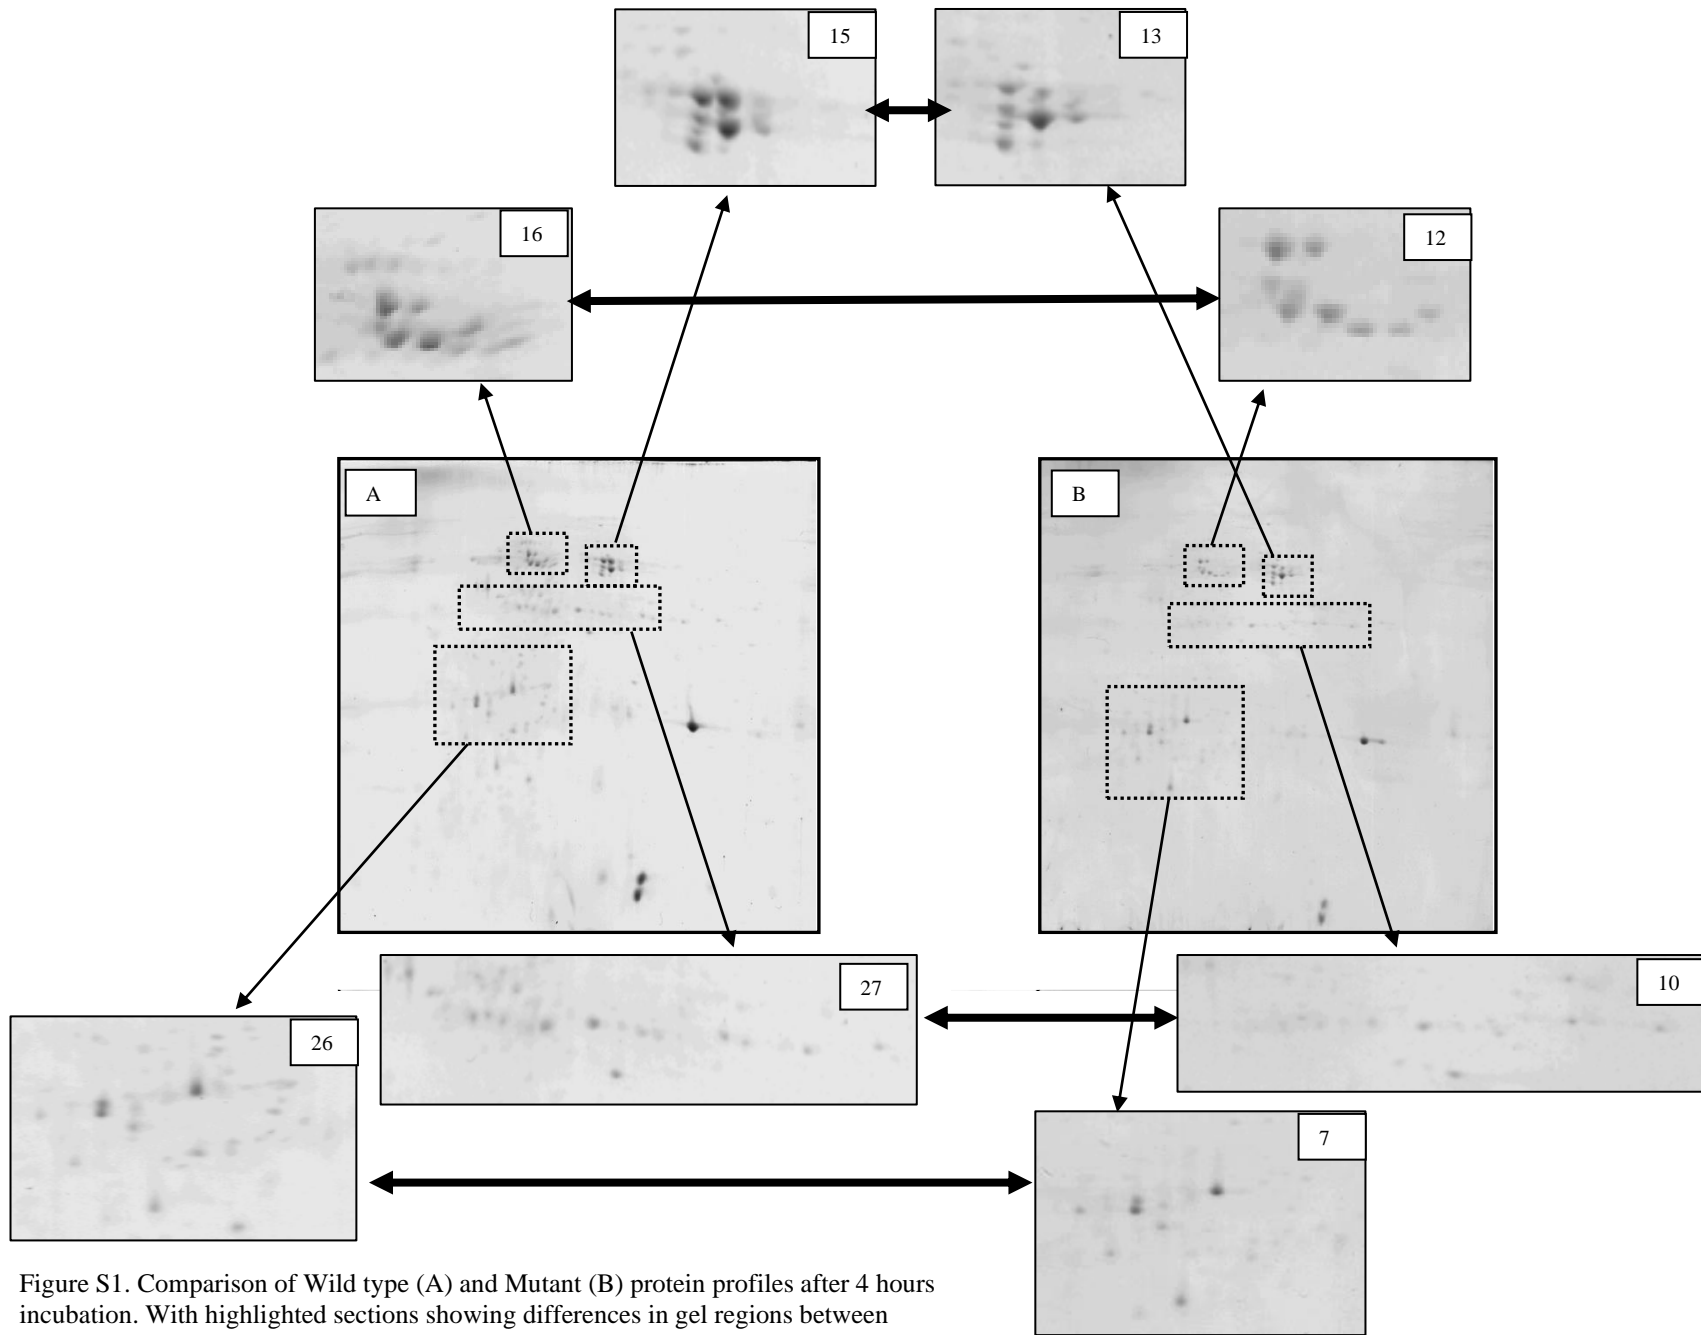 15
13
16
12
A
B
27
10
26
7
Figure S1. Comparison of Wild type (A) and Mutant (B) protein profiles after 4 hours
incubation. With highlighted sections showing differences in gel regions between